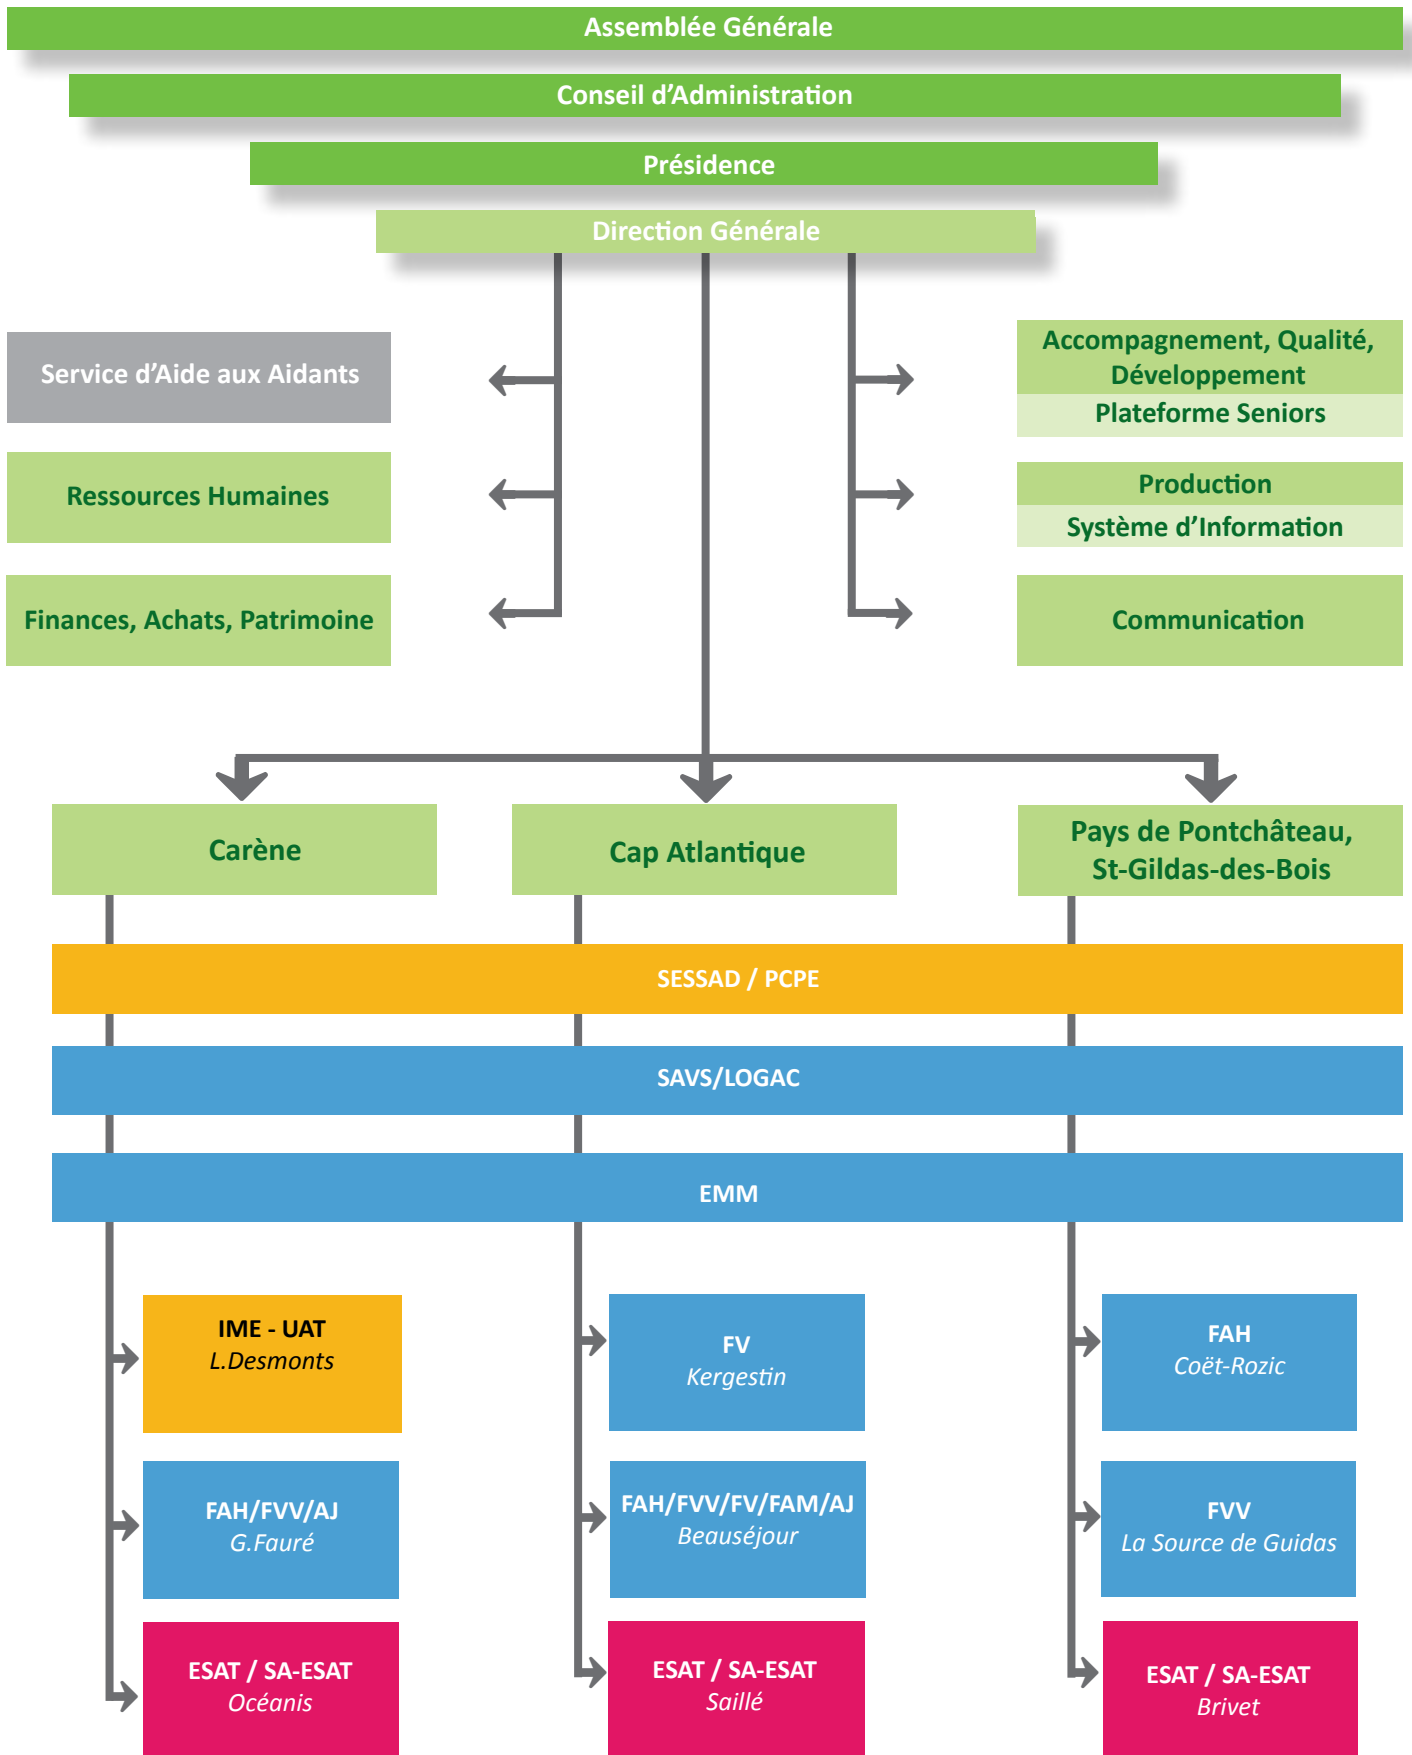 Assemblée Générale
Conseil d'Administration
Présidence
Direction Générale
Service d'Aide aux Aidants
Ressources Humaines
Finances, Achats, Patrimoine
Accompagnement, Qualité,
Développement
Plateforme Seniors
Production
Système d'Information
Communication
Carène
Cap Atlantique
Pays de Pontchâteau,
St-Gildas-des-Bois
SESSAD / PCPE
SAVS/LOGAC
EMM
IME - UAT
L.Desmonts
FAH/FVV/AJ
G.Fauré
ESAT / SA-ESAT
Océanis
FV
Kergestin
FAH/FVV/FV/FAM/AJ
Beauséjour
ESAT / SA-ESAT
Saillé
FAH
Coët-Rozic
FVV
La Source de Guidas
ESAT / SA-ESAT
Brivet